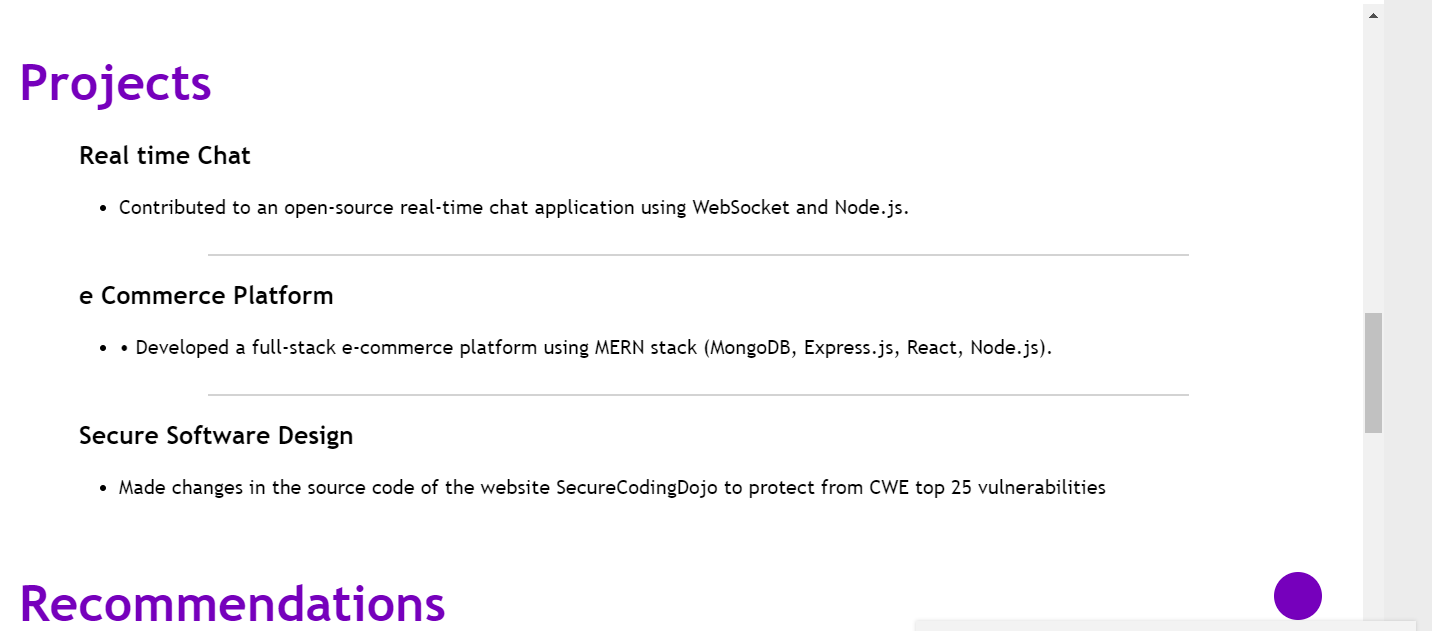 Projects
Real time Chat
• Contributed to an open-source real-time chat application using WebSocket and Node.js.
e Commerce Platform
• • Developed a full-stack e-commerce platform using MERN stack (MongoDB, Express.js, React, Node.js).
Secure Software Design
• Made changes in the source code of the website SecureCodingDojo to protect from CWE top 25 vulnerabilities
Recommendations